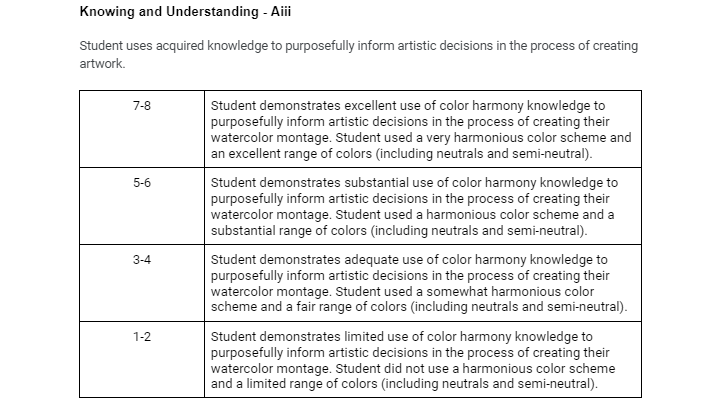 Knowing and Understanding - Aiii
Student uses acquired knowledge to purposefully inform artistic decisions in the process of creating
artwork.
7-8
Student demonstrates excellent use of color harmony knowledge to
purposefully inform artistic decisions in the process of creating their
watercolor montage. Student used a very harmonious color scheme and
an excellent range of colors (including neutrals and semi-neutral).
5-6
Student demonstrates substantial use of color harmony knowledge to
purposefully inform artistic decisions in the process of creating their
watercolor montage. Student used a harmonious color scheme and a
substantial range of colors (including neutrals and semi-neutral).
3-4
Student demonstrates adequate use of color harmony knowledge to
purposefully inform artistic decisions in the process of creating their
watercolor montage. Student used a somewhat harmonious color
scheme and a fair range of colors (including neutrals and semi-neutral).
1-2
Student demonstrates limited use of color harmony knowledge to
purposefully inform artistic decisions in the process of creating their
watercolor montage. Student did not use a harmonious color scheme
and a limited range of colors (including neutrals and semi-neutral).